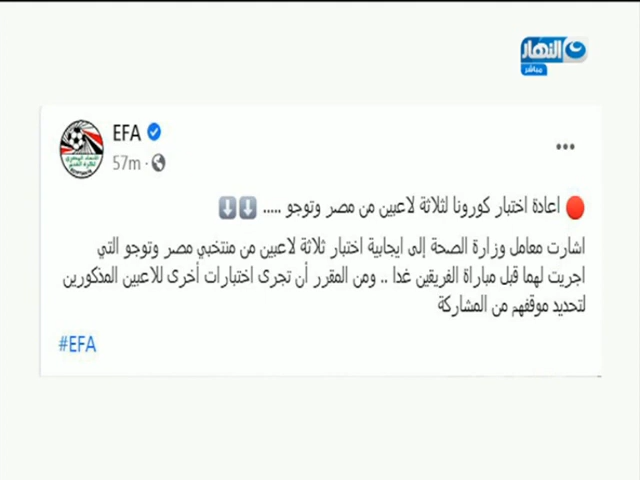 النهار
مباشر
EFA
57m
اعادة اختبار كورونا لثلاثة لاعبين من مصر وتوجو .....
اشارت معامل وزارة الصحة إلى ايجابية اختبار ثلاثة لاعبين من منتخبي مصر وتوجو التي
اجريت لهما قبل مباراة الفريقين غدا .. ومن المقرر أن تجرى اختبارات أخرى للاعبين المذكورين
لتحديد موقفهم من المشاركة
#EFA